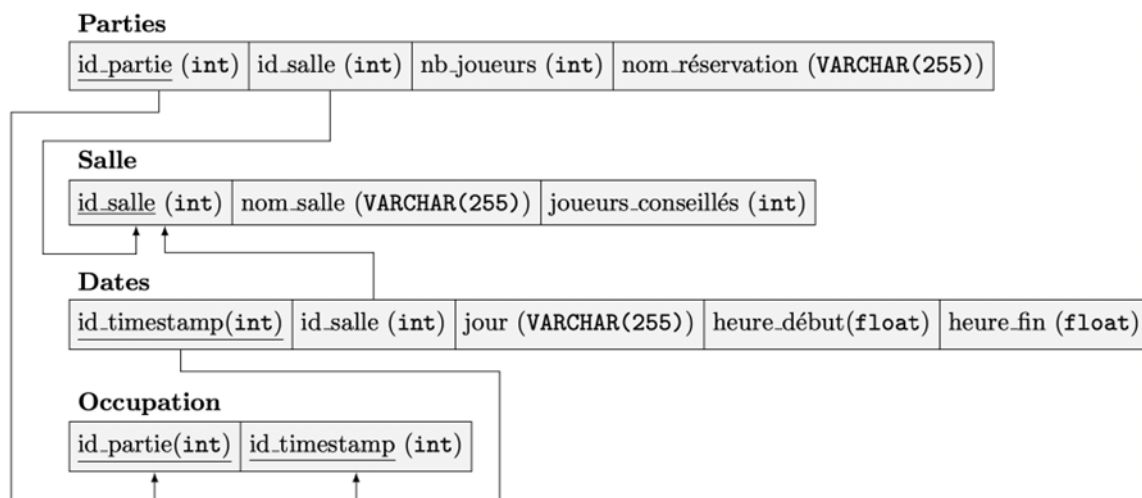 Parties
id_partie (int) id_salle (int) nb_joueurs (int) nom_réservation (VARCHAR(255))
Salle
id_salle (int) nom_salle (VARCHAR(255)) joueurs_conseillés (int)
Dates
id_timestamp(int) id_salle (int) jour (VARCHAR(255)) heure_début(float) heure_fin (float)
Occupation
id_partie(int) id_timestamp (int)